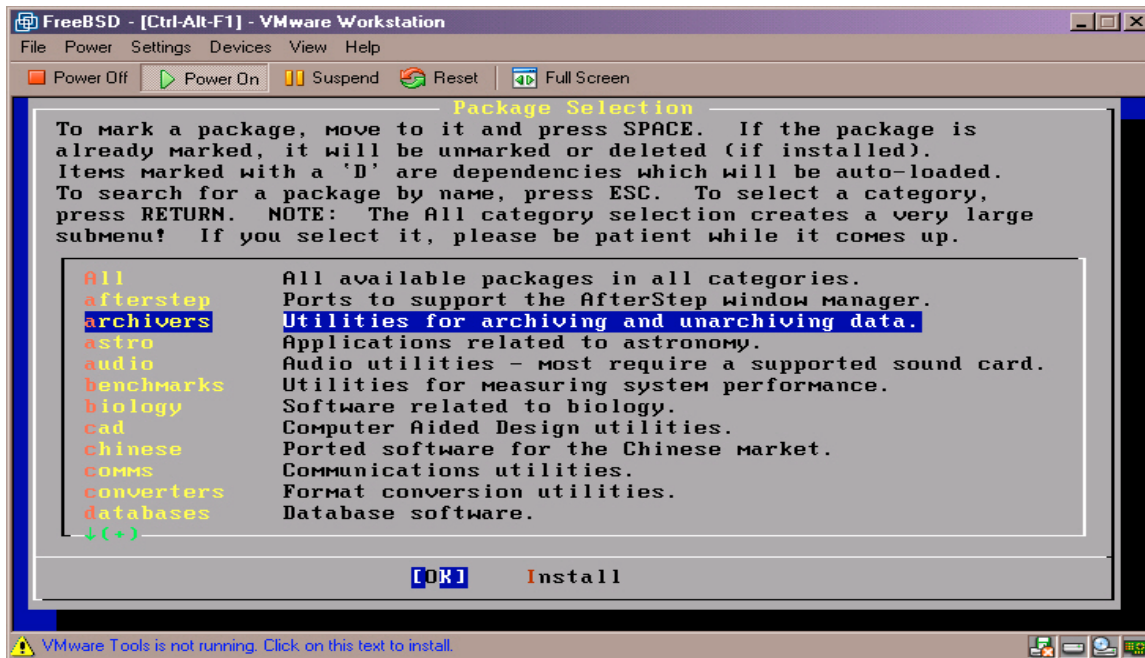 FreeBSD - [Ctrl-Alt-F1] - VMware Workstation
File Power Settings Devices View Help
Power Off Power On Suspend Reset Full Screen
Package Selection
To mark a package, move to it and press SPACE. If the package is
already marked, it will be unmarked or deleted (if installed).
Items marked with a `D' are dependencies which will be auto-loaded.
To search for a package by name, press ESC. To select a category,
press RETURN. NOTE: The All category selection creates a very large
submenu! If you select it, please be patient while it comes up.
All All available packages in all categories.
afterstep Ports to support the AfterStep window manager.
archivers Utilities for archiving and unarchiving data.
astro Applications related to astronomy.
audio Audio utilities - most require a supported sound card.
benchmarks Utilities for measuring system performance.
biology Software related to biology.
cad Computer Aided Design utilities.
chinese Ported software for the Chinese market.
comms Communications utilities.
converters Format conversion utilities.
databases Database software.
↓(+)
[OK] Install
VMware Tools is not running. Click on this text to install.